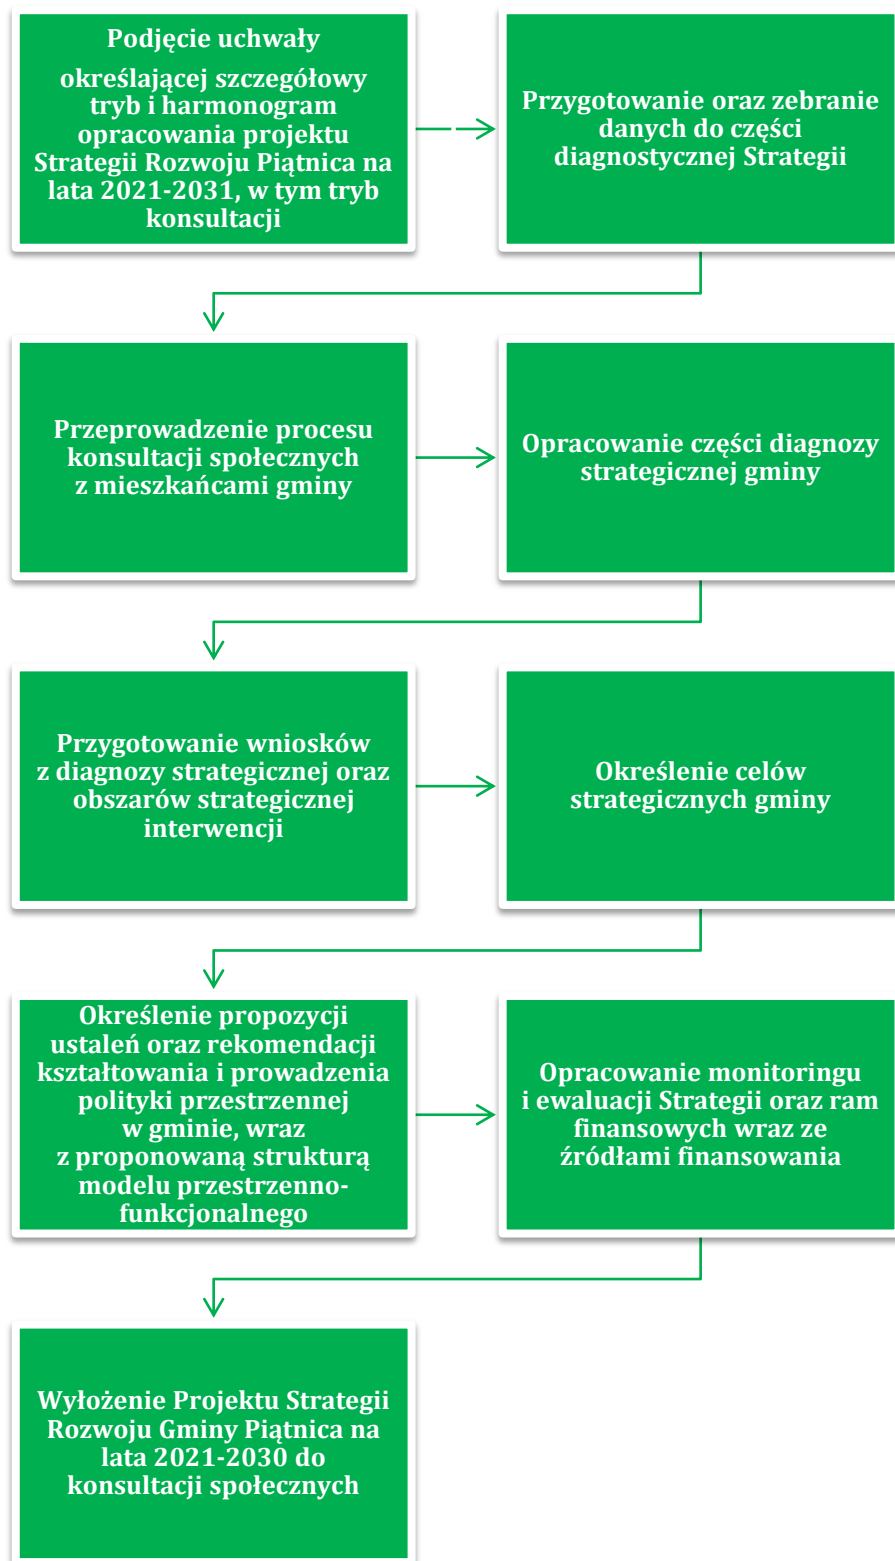 Podjęcie uchwały
określającej szczegółowy
tryb i harmonogram
opracowania projektu
Strategii Rozwoju Piątnica na
lata 2021-2031, w tym tryb
konsultacji
Przygotowanie oraz zebranie
danych do części
diagnostycznej Strategii
Przeprowadzenie procesu
konsultacji społecznych
z mieszkańcami gminy
Opracowanie części diagnozy
strategicznej gminy
Przygotowanie wniosków
z diagnozy strategicznej oraz
obszarów strategicznej
interwencji
Określenie celów
strategicznych gminy
Określenie propozycji
ustaleń oraz rekomendacji
kształtowania i prowadzenia
polityki przestrzennej
w gminie, wraz
z proponowaną strukturą
modelu przestrzenno-
funkcjonalnego
Opracowanie monitoringu
i ewaluacji Strategii oraz ram
finansowych wraz ze
źródłami finansowania
Wyłożenie Projektu Strategii
Rozwoju Gminy Piątnica na
lata 2021-2030 do
konsultacji społecznych